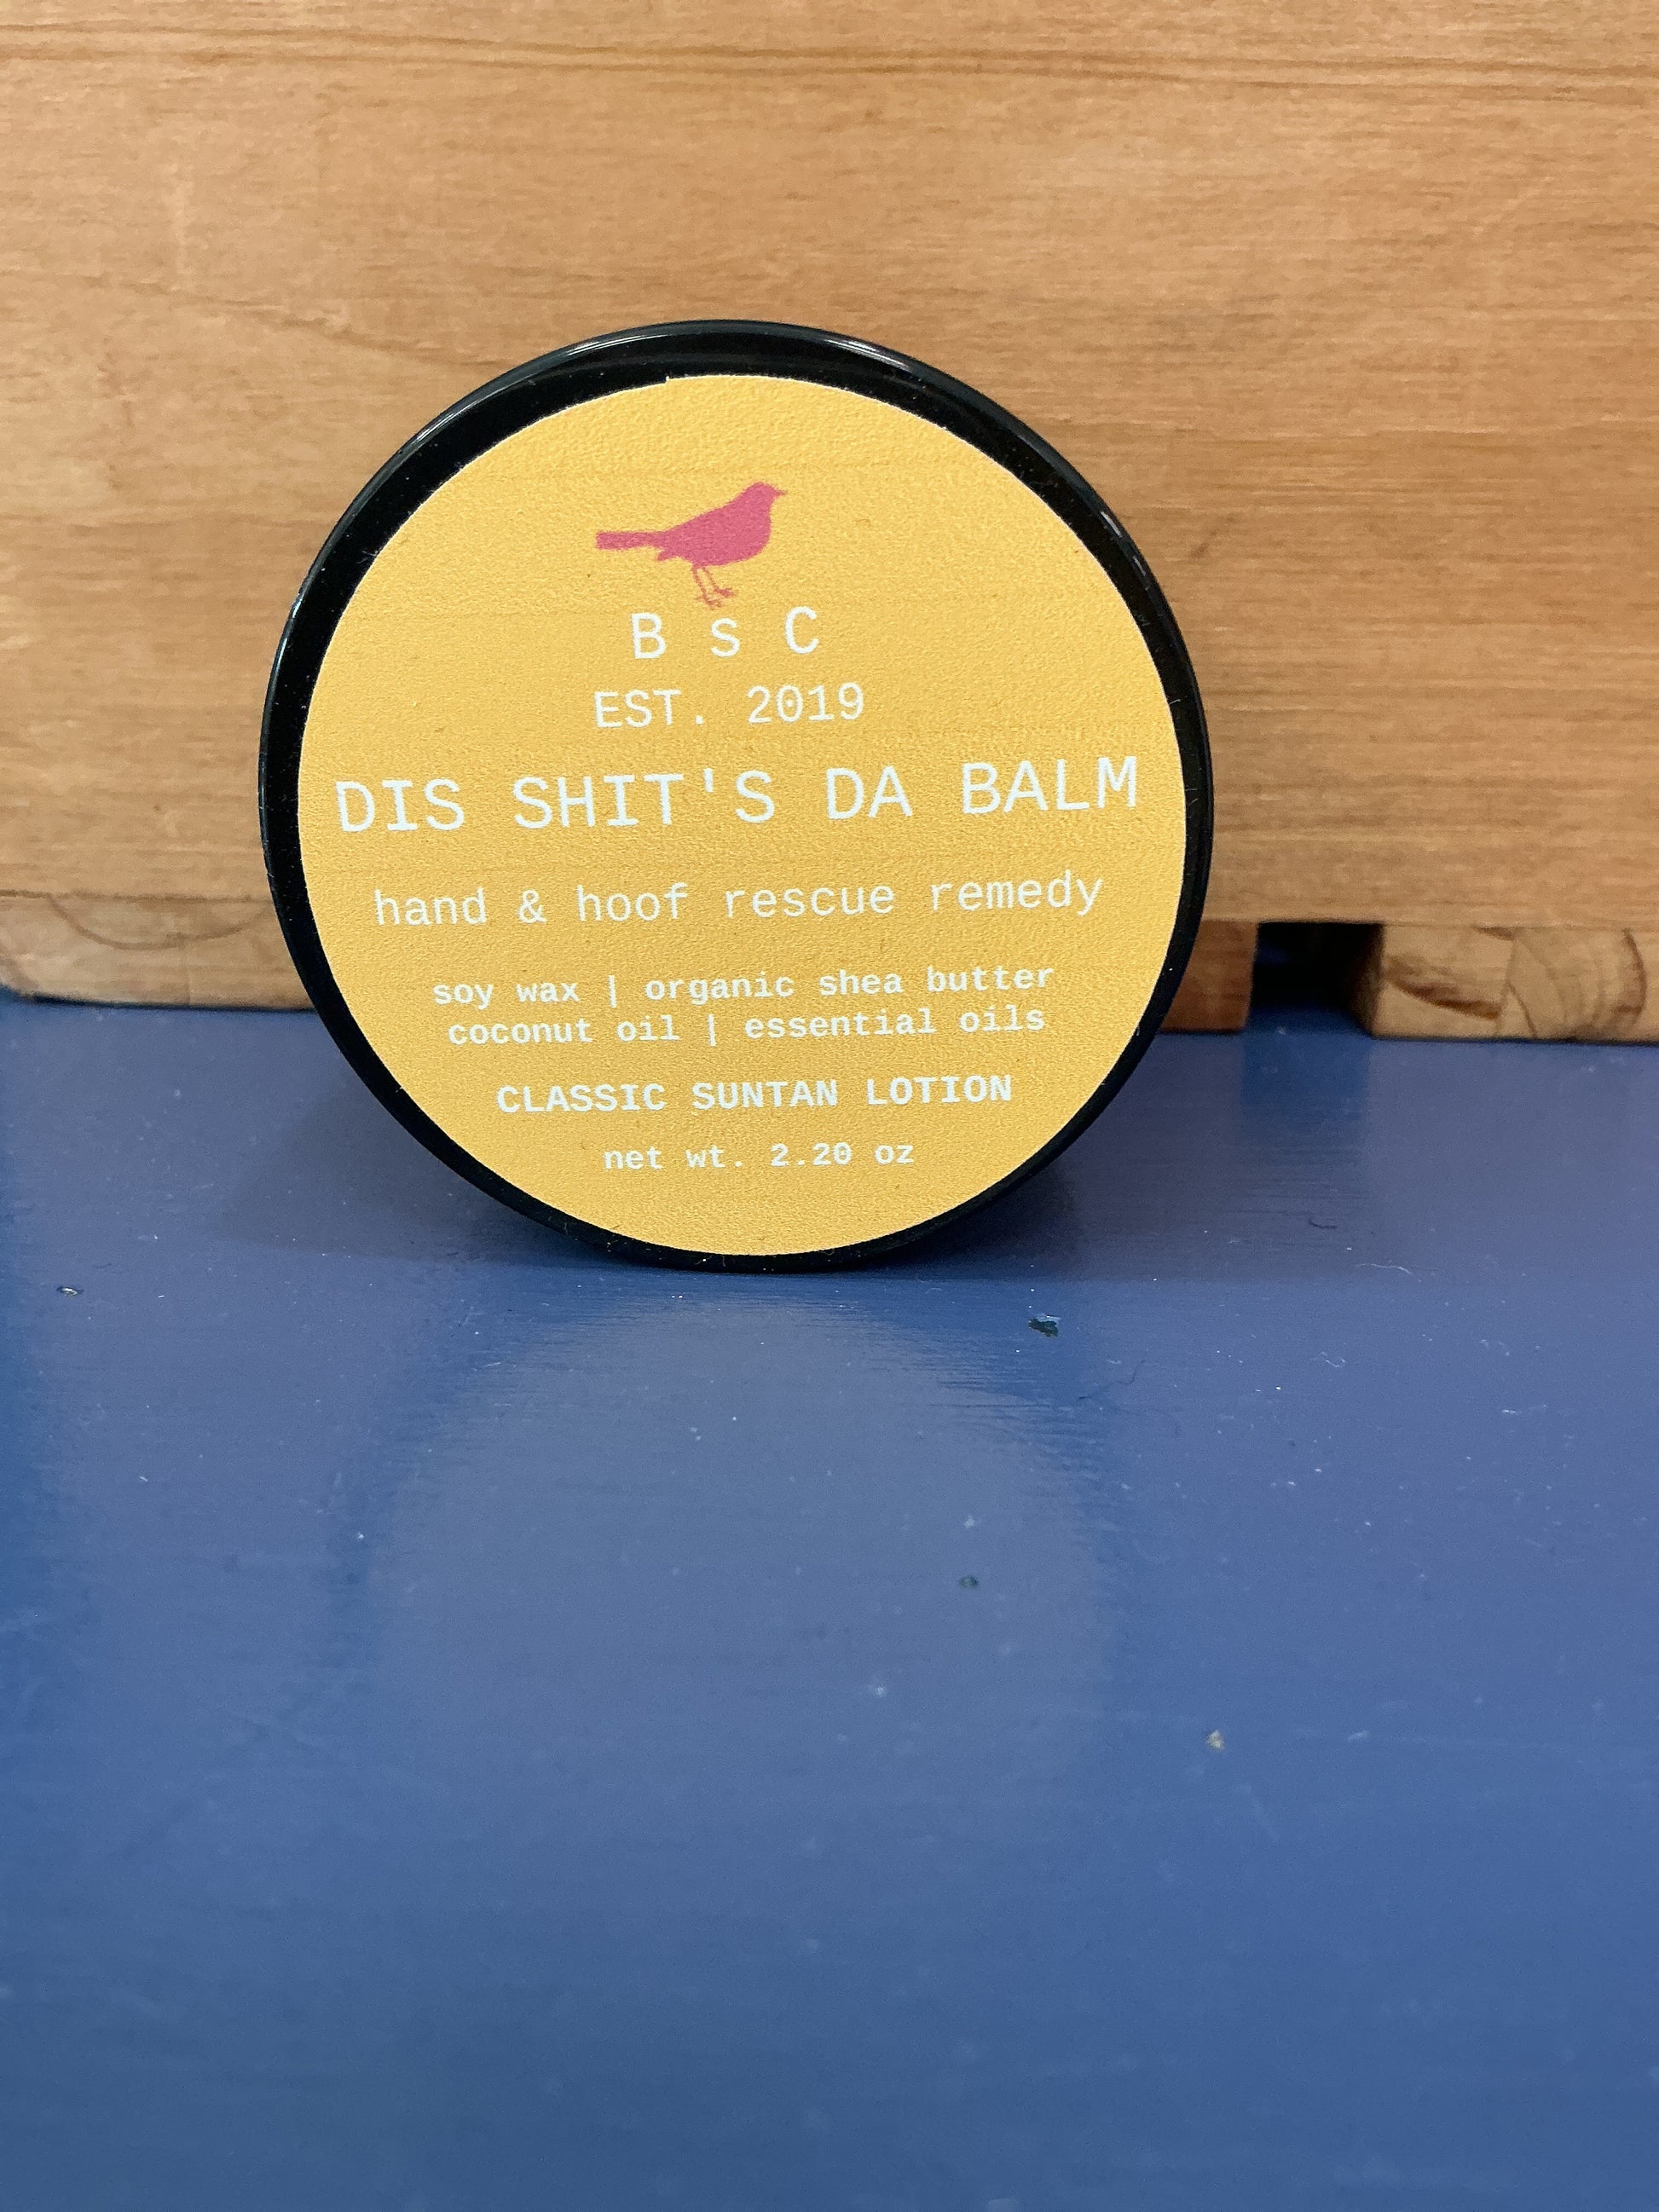 B s C
EST. 2019
DIS SHIT'S DA BALM
hand & hoof rescue remedy
soy wax | organic shea butter
coconut oil | essential oils
CLASSIC SUNTAN LOTION
net wt. 2.20 oz